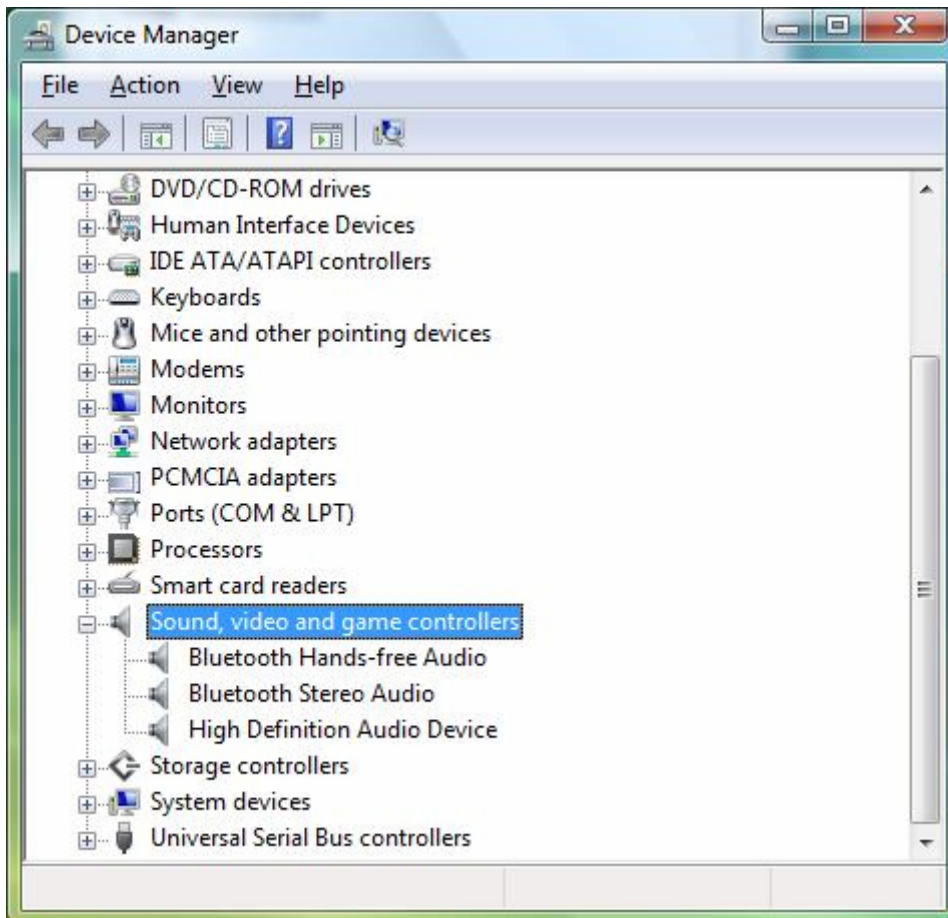 Device Manager
File Action View Help
DVD/CD-ROM drives
Human Interface Devices
IDE ATA/ATAPI controllers
Keyboards
Mice and other pointing devices
Modems
Monitors
Network adapters
PCMCIA adapters
Ports (COM & LPT)
Processors
Smart card readers
Sound, video and game controllers
Bluetooth Hands-free Audio
Bluetooth Stereo Audio
High Definition Audio Device
Storage controllers
System devices
Universal Serial Bus controllers